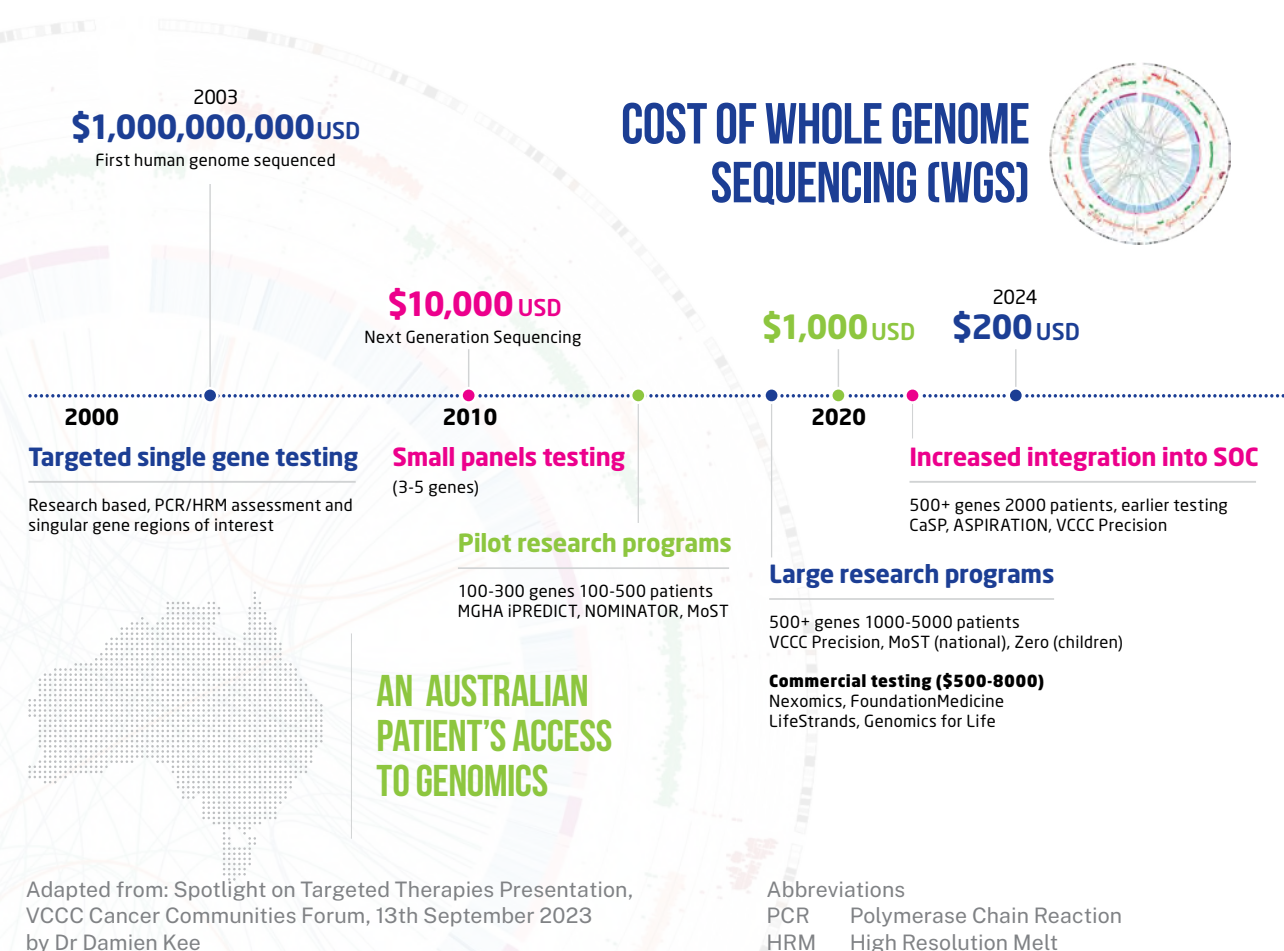 2003
$1,000,000,000 USD
First human genome sequenced
COST OF WHOLE GENOME
SEQUENCING (WGS)
$10,000 USD
Next Generation Sequencing
$1,000 USD
2024
$200 USD
2000
2010
2020
Targeted single gene testing
Research based, PCR/HRM assessment and
singular gene regions of interest
Small panels testing
(3-5 genes)
Pilot research programs
100-300 genes 100-500 patients
MGHA iPREDICT, NOMINATOR, MoST
Increased integration into SOC
500+ genes 2000 patients, earlier testing
CaSP, ASPIRATION, VCCC Precision
Large research programs
500+ genes 1000-5000 patients
VCCC Precision, MoST (national), Zero (children)
Commercial testing ($500-8000)
Nexomics, FoundationMedicine
LifeStrands, Genomics for Life
AN AUSTRALIAN
PATIENT'S ACCESS
TO GENOMICS
Adapted from: Spotlight on Targeted Therapies Presentation,
VCCC Cancer Communities Forum, 13th September 2023
by Dr Damien Kee
Abbreviations
PCR Polymerase Chain Reaction
HRM High Resolution Melt